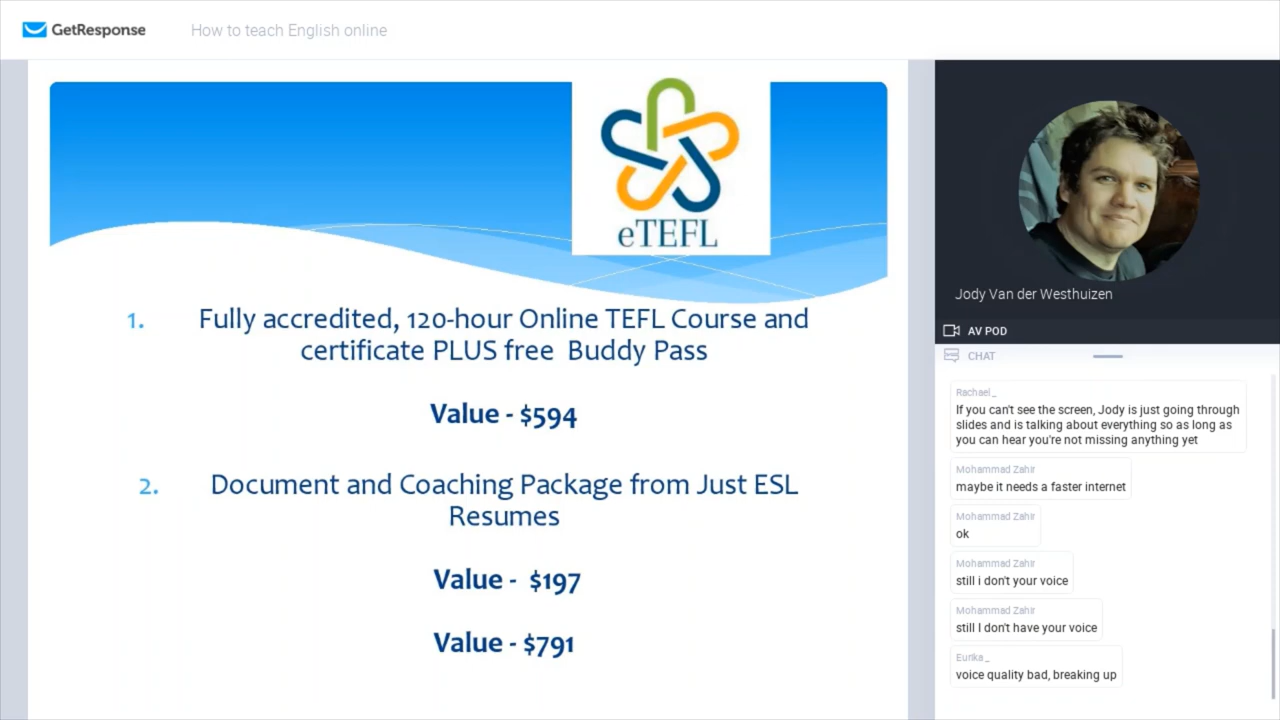 GetResponse
How to teach English online
eTEFL
1. Fully accredited, 120-hour Online TEFL Course and
certificate PLUS free Buddy Pass
Value - $594
2. Document and Coaching Package from Just ESL
Resumes
Value - $197
Value - $791
Jody Van der Westhuizen
AV POD
CHAT
Rachael_
If you can't see the screen, Jody is just going through
slides and is talking about everything so as long as
you can hear you're not missing anything yet
Mohammad Zahir
maybe it needs a faster internet
Mohammad Zahir
ok
Mohammad Zahir
still i don't your voice
Mohammad Zahir
still I don't have your voice
Eurika_
voice quality bad, breaking up